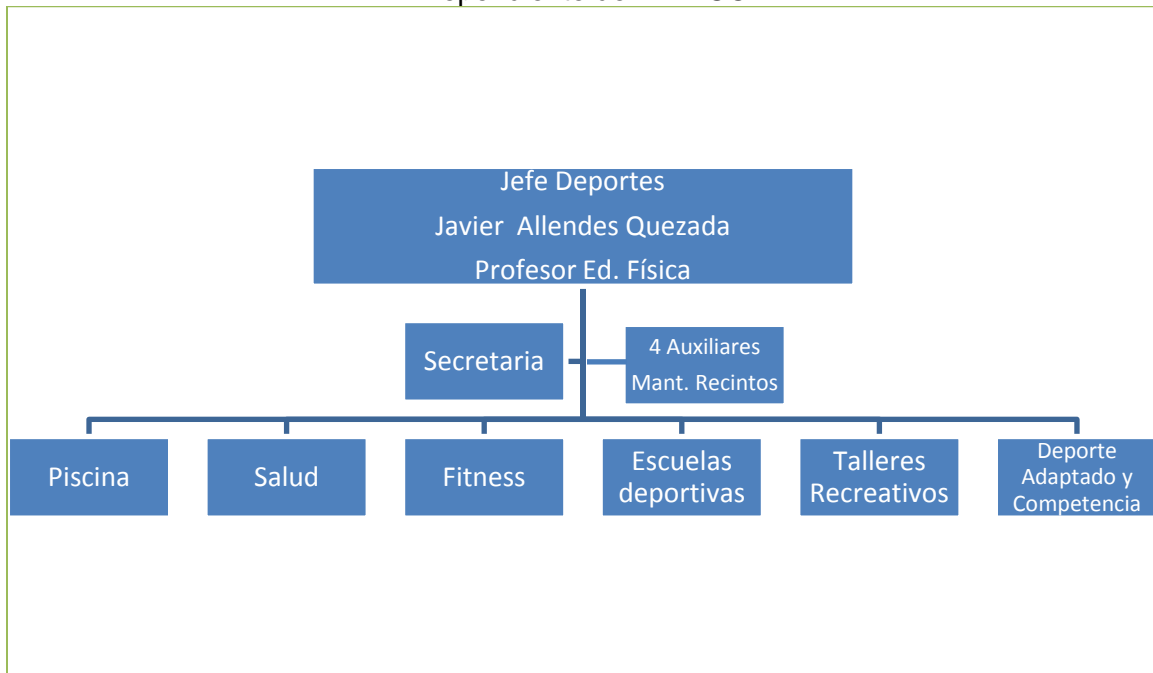 Jefe Deportes
Javier Allendes Quezada
Profesor Ed. Física
Secretaria
4 Auxiliares
Mant. Recintos
Piscina
Salud
Fitness
Escuelas
deportivas
Talleres
Recreativos
Deporte
Adaptado y
Competencia